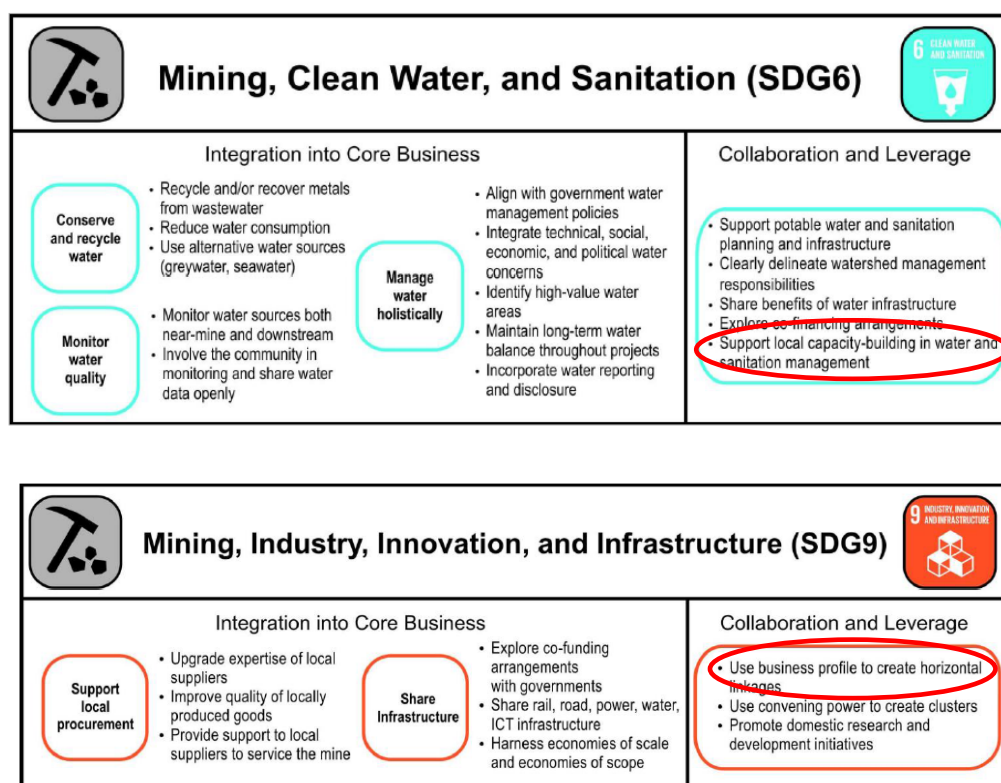 Mining, Clean Water, and Sanitation (SDG6)
6 CLEAN WATER
AND SANITATION
Integration into Core Business
Conserve
and recycle
water
• Recycle and/or recover metals
from wastewater
• Reduce water consumption
• Use alternative water sources
(greywater, seawater)
Monitor
water
quality
• Monitor water sources both
near-mine and downstream
• Involve the community in
monitoring and share water
data openly
Manage
water
holistically
• Align with government water
management policies
• Integrate technical, social,
economic, and political water
concerns
• Identify high-value water
areas
• Maintain long-term water
balance throughout projects
• Incorporate water reporting
and disclosure
Collaboration and Leverage
• Support potable water and sanitation
planning and infrastructure
• Clearly delineate watershed management
responsibilities
• Share benefits of water infrastructure
• Explore co-financing arrangements
• Support local capacity-building in water and
sanitation management
Mining, Industry, Innovation, and Infrastructure (SDG9)
9 INDUSTRY, INNOVATION
AND INFRASTRUCTURE
Integration into Core Business
Support
local
procurement
• Upgrade expertise of local
suppliers
• Improve quality of locally
produced goods
• Provide support to local
suppliers to service the mine
Share
Infrastructure
• Explore co-funding
arrangements
with governments
• Share rail, road, power, water,
ICT infrastructure
• Harness economies of scale
and economies of scope
Collaboration and Leverage
• Use business profile to create horizontal
linkages
• Use convening power to create clusters
• Promote domestic research and
development initiatives